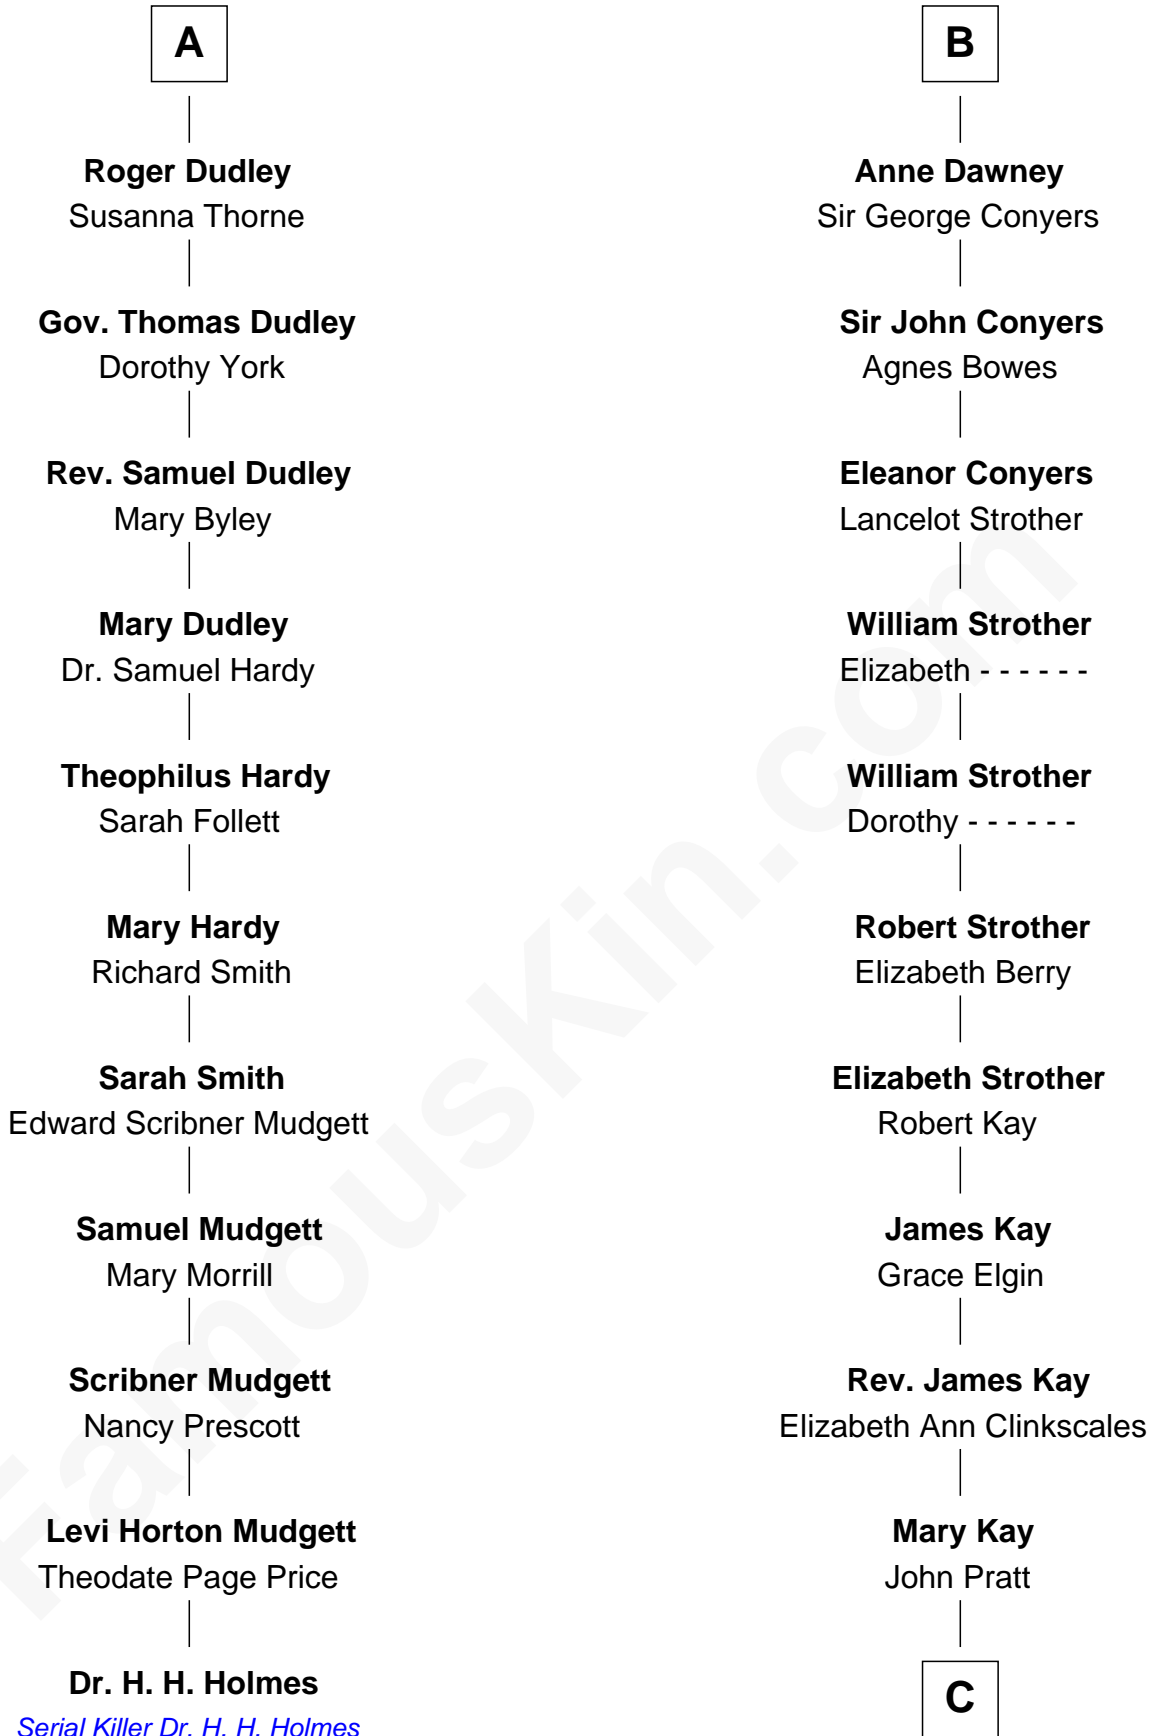 A
Roger Dudley
Susanna Thorne
Gov. Thomas Dudley
Dorothy York
Rev. Samuel Dudley
Mary Byley
Mary Dudley
Dr. Samuel Hardy
Theophilus Hardy
Sarah Follett
Mary Hardy
Richard Smith
Sarah Smith
Edward Scribner Mudgett
Samuel Mudgett
Mary Morrill
Scribner Mudgett
Nancy Prescott
Levi Horton Mudgett
Theodate Page Price
Dr. H. H. Holmes
Serial Killer Dr. H. H. Holmes
B
Anne Dawney
Sir George Conyers
Sir John Conyers
Agnes Bowes
Eleanor Conyers
Lancelot Strother
William Strother
Elizabeth - - - - - -
William Strother
Dorothy - - - - - -
Robert Strother
Elizabeth Berry
Elizabeth Strother
Robert Kay
James Kay
Grace Elgin
Rev. James Kay
Elizabeth Ann Clinkscales
Mary Kay
John Pratt
C
FamousKin.com